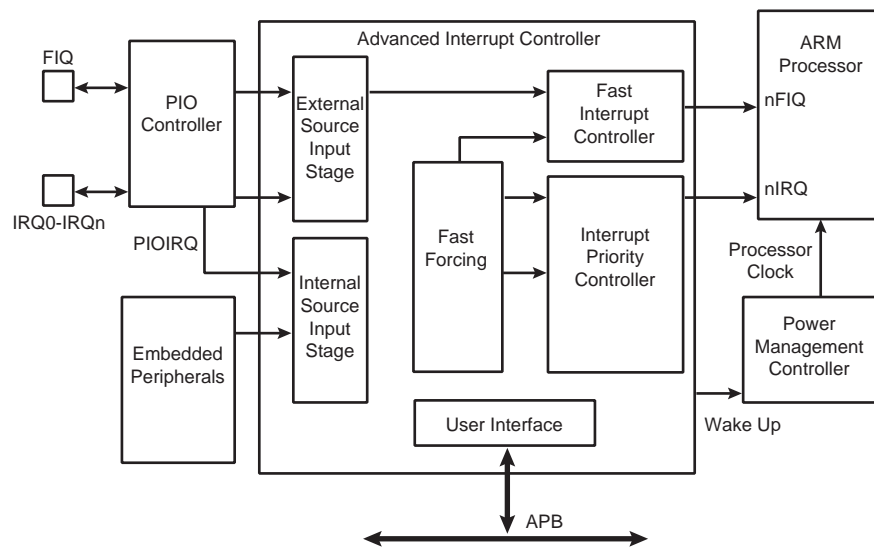 Advanced Interrupt Controller
FIQ
PIO
Controller
External
Source
Input
Stage
Fast
Interrupt
Controller
ARM
Processor
nFIQ
nIRQ
IRQ0-IRQn
PIOIRQ
Fast
Forcing
Interrupt
Priority
Controller
Processor
Clock
Internal
Source
Input
Stage
Embedded
Peripherals
Power
Management
Controller
User Interface
Wake Up
APB